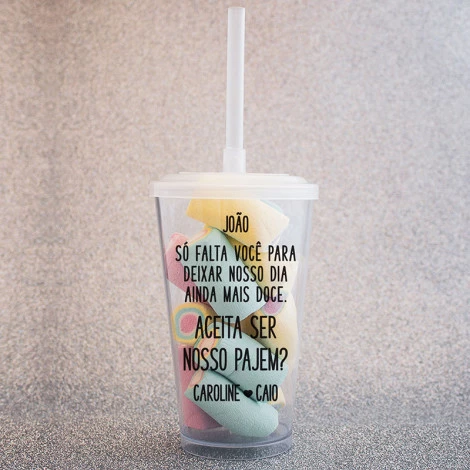 JOÃO
SÓ FALTA VOCÊ PARA
DEIXAR NOSSO DIA
AINDA MAIS DOCE.
ACEITA SER
NOSSO PAJEM?
CAROLINE ❤ CAIO